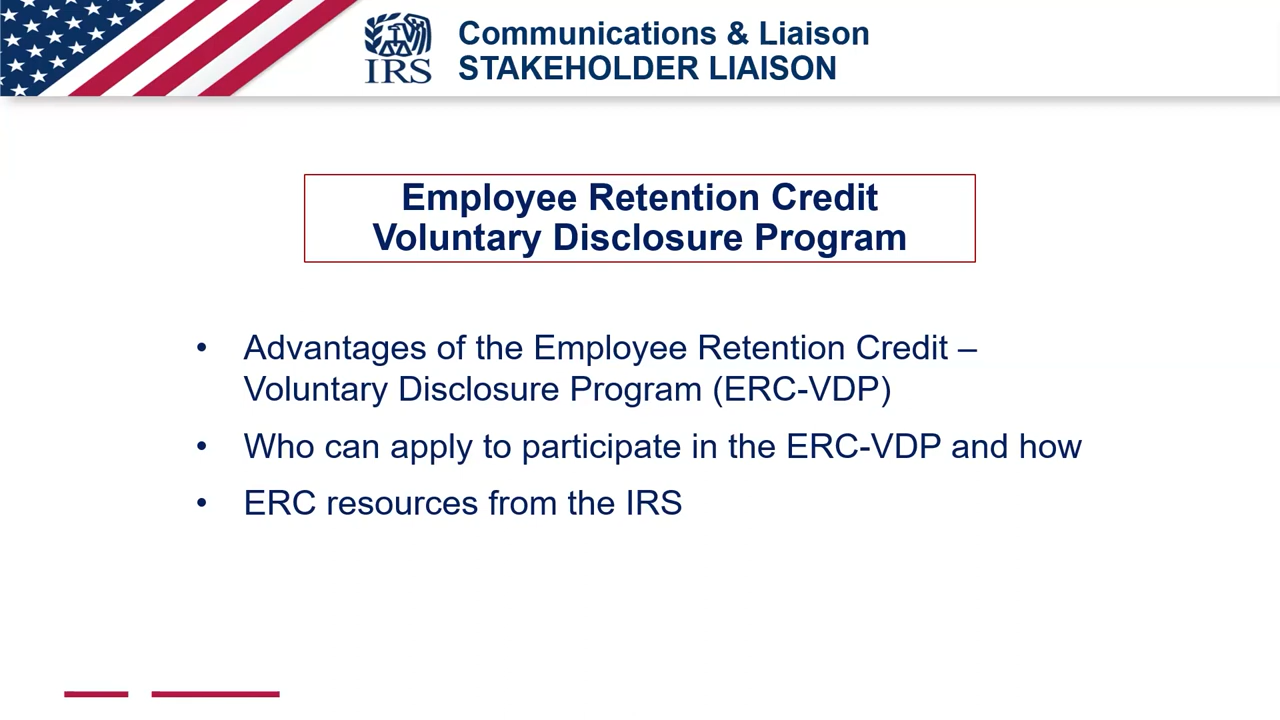 Communications & Liaison
IRS
STAKEHOLDER LIAISON
Employee Retention Credit
Voluntary Disclosure Program
• Advantages of the Employee Retention Credit –
Voluntary Disclosure Program (ERC-VDP)
• Who can apply to participate in the ERC-VDP and how
• ERC resources from the IRS